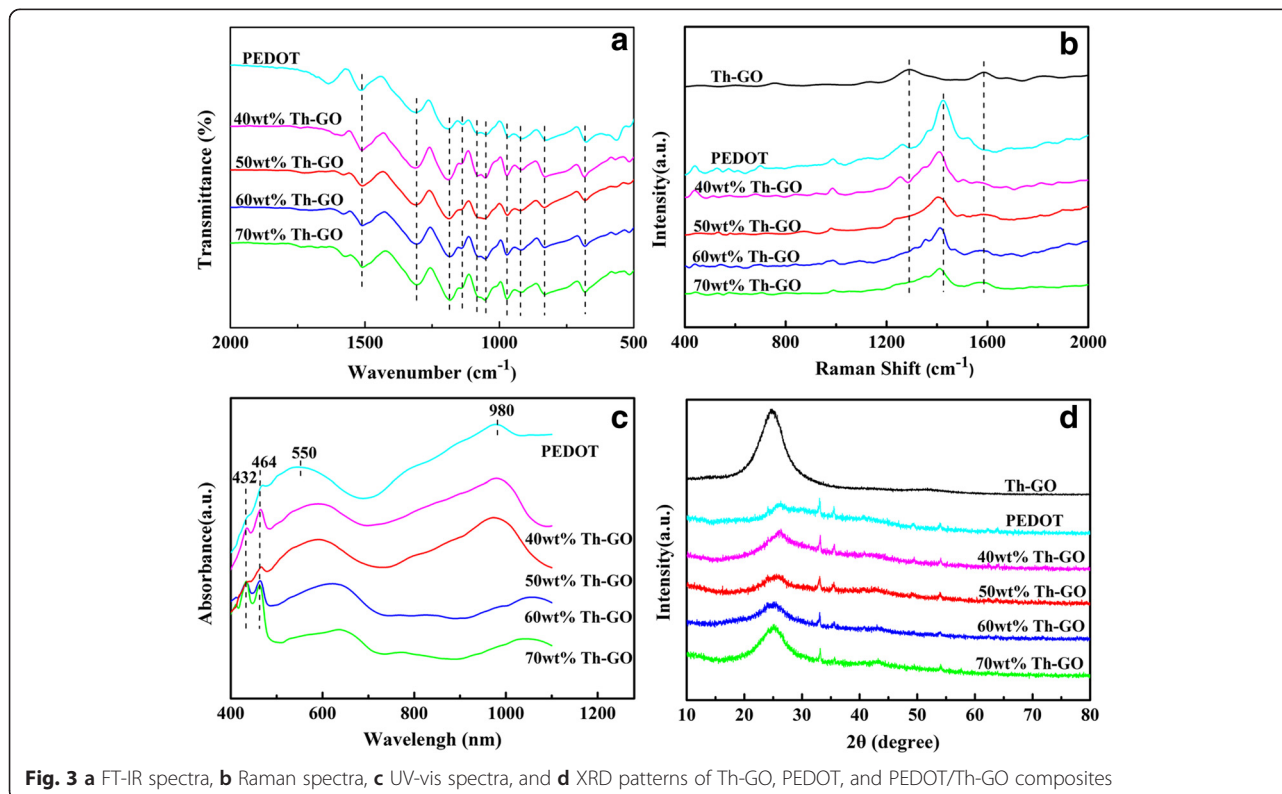 a
PEDOT
40wt% Th-GO
50wt% Th-GO
60wt% Th-GO
70wt% Th-GO
Transmittance (%)
2000 1500 1000 500
Wavenumber (cm⁻¹)
b
Th-GO
PEDOT
40wt% Th-GO
50wt% Th-GO
60wt% Th-GO
70wt% Th-GO
Intensity(a.u.)
400 800 1200 1600 2000
Raman Shift (cm⁻¹)
c
432 464 550 980
PEDOT
40wt% Th-GO
50wt% Th-GO
60wt% Th-GO
70wt% Th-GO
Absorbance(a.u.)
400 600 800 1000 1200
Wavelengh (nm)
d
Th-GO
PEDOT
40wt% Th-GO
50wt% Th-GO
60wt% Th-GO
70wt% Th-GO
Intensity(a.u.)
10 20 30 40 50 60 70 80
2θ (degree)
Fig. 3 a FT-IR spectra, b Raman spectra, c UV-vis spectra, and d XRD patterns of Th-GO, PEDOT, and PEDOT/Th-GO composites